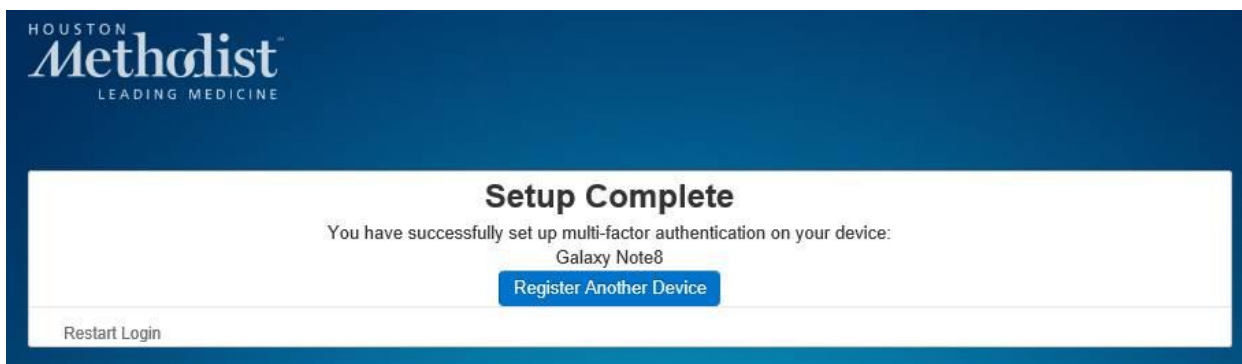 HOUSTON
Methodist
LEADING MEDICINE
Setup Complete
You have successfully set up multi-factor authentication on your device:
Galaxy Note8
Register Another Device
Restart Login